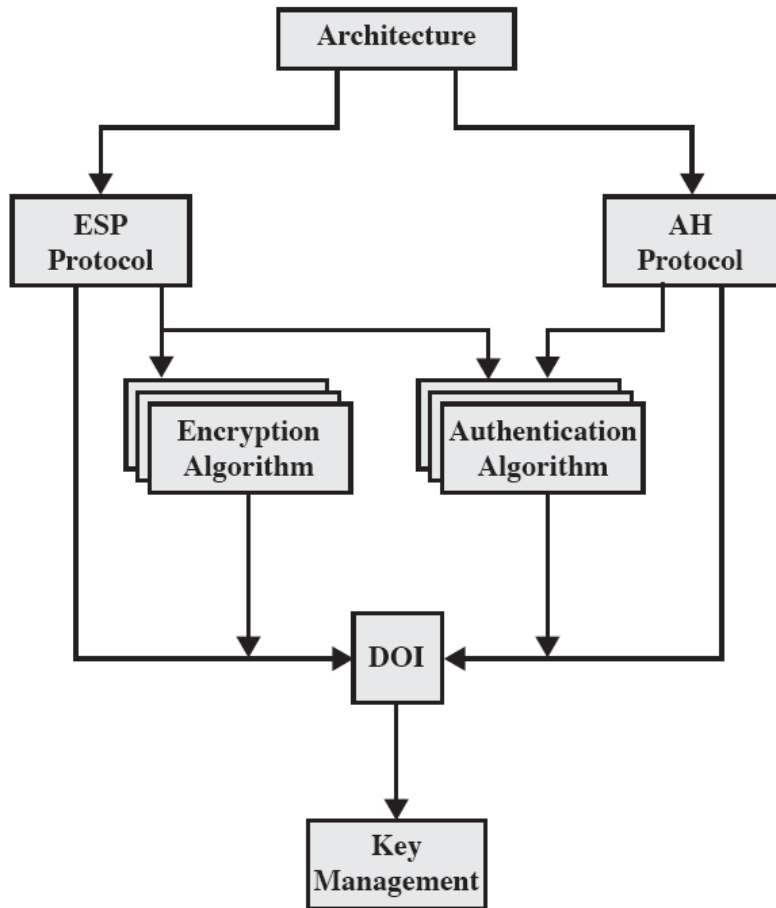 Architecture
ESP
Protocol
AH
Protocol
Encryption
Algorithm
Authentication
Algorithm
DOI
Key
Management